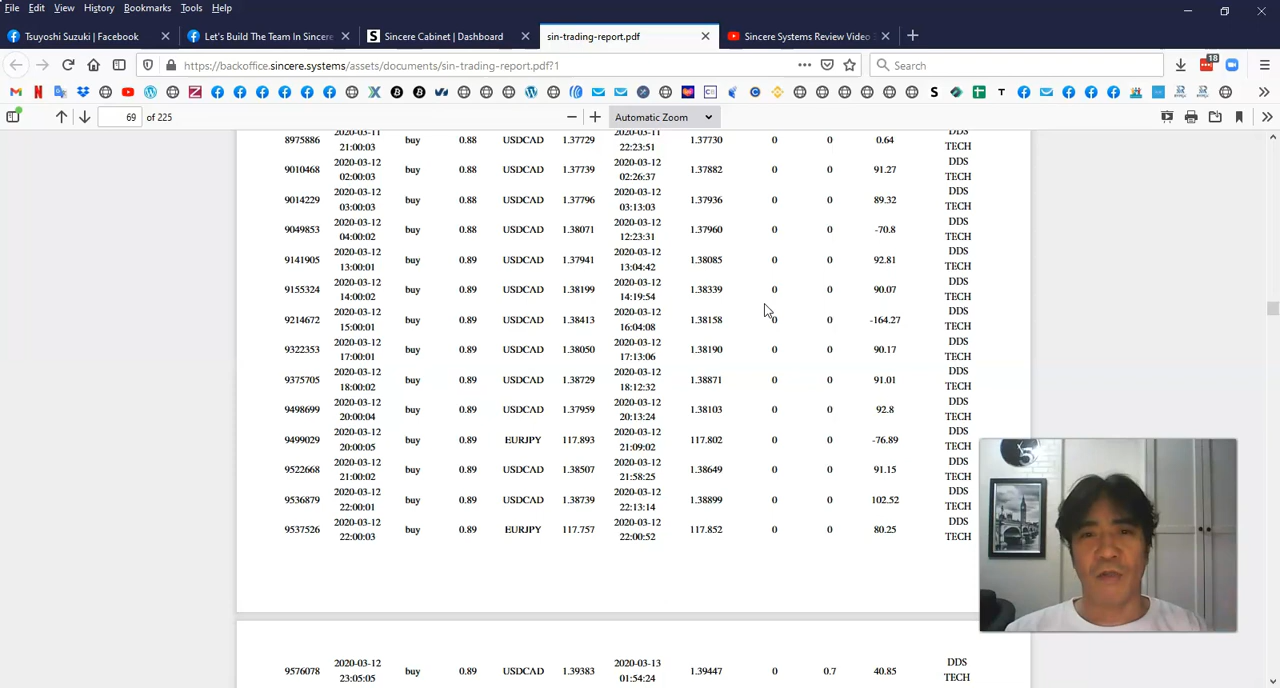 File Edit View History Bookmarks Tools Help
Tsuyoshi Suzuki | Facebook
Let's Build The Team In Sincere
Sincere Cabinet | Dashboard
sin-trading-report.pdf
Sincere Systems Review Video
https://backoffice.sincere.systems/assets/documents/sin-trading-report.pdf?1
Search
18
69 of 225
Automatic Zoom
8975886 2020-03-11 21:00:03 buy 0.88 USDCAD 1.37729 2020-03-11 22:23:51 1.37730 0 0 0.64 DDS TECH
9010468 2020-03-12 02:00:03 buy 0.88 USDCAD 1.37739 2020-03-12 02:26:37 1.37882 0 0 91.27 DDS TECH
9014229 2020-03-12 03:00:03 buy 0.88 USDCAD 1.37796 2020-03-12 03:13:03 1.37936 0 0 89.32 DDS TECH
9049853 2020-03-12 04:00:02 buy 0.88 USDCAD 1.38071 2020-03-12 12:23:31 1.37960 0 0 -70.8 DDS TECH
9141905 2020-03-12 13:00:01 buy 0.89 USDCAD 1.37941 2020-03-12 13:04:42 1.38085 0 0 92.81 DDS TECH
9155324 2020-03-12 14:00:02 buy 0.89 USDCAD 1.38199 2020-03-12 14:19:54 1.38339 0 0 90.07 DDS TECH
9214672 2020-03-12 15:00:01 buy 0.89 USDCAD 1.38413 2020-03-12 16:04:08 1.38158 0 0 -164.27 DDS TECH
9322353 2020-03-12 17:00:01 buy 0.89 USDCAD 1.38050 2020-03-12 17:13:06 1.38190 0 0 90.17 DDS TECH
9375705 2020-03-12 18:00:02 buy 0.89 USDCAD 1.38729 2020-03-12 18:12:32 1.38871 0 0 91.01 DDS TECH
9498699 2020-03-12 20:00:04 buy 0.89 USDCAD 1.37959 2020-03-12 20:13:24 1.38103 0 0 92.8 DDS TECH
9499029 2020-03-12 20:00:05 buy 0.89 EURJPY 117.893 2020-03-12 21:09:02 117.802 0 0 -76.89 DDS TECH
9522668 2020-03-12 21:00:02 buy 0.89 USDCAD 1.38507 2020-03-12 21:58:25 1.38649 0 0 91.15 DDS TECH
9536879 2020-03-12 22:00:01 buy 0.89 USDCAD 1.38739 2020-03-12 22:13:14 1.38899 0 0 102.52 DDS TECH
9537526 2020-03-12 22:00:03 buy 0.89 EURJPY 117.757 2020-03-12 22:00:52 117.852 0 0 80.25 DDS TECH
9576078 2020-03-12 23:05:05 buy 0.89 USDCAD 1.39383 2020-03-13 01:54:24 1.39447 0 0.7 40.85 DDS TECH